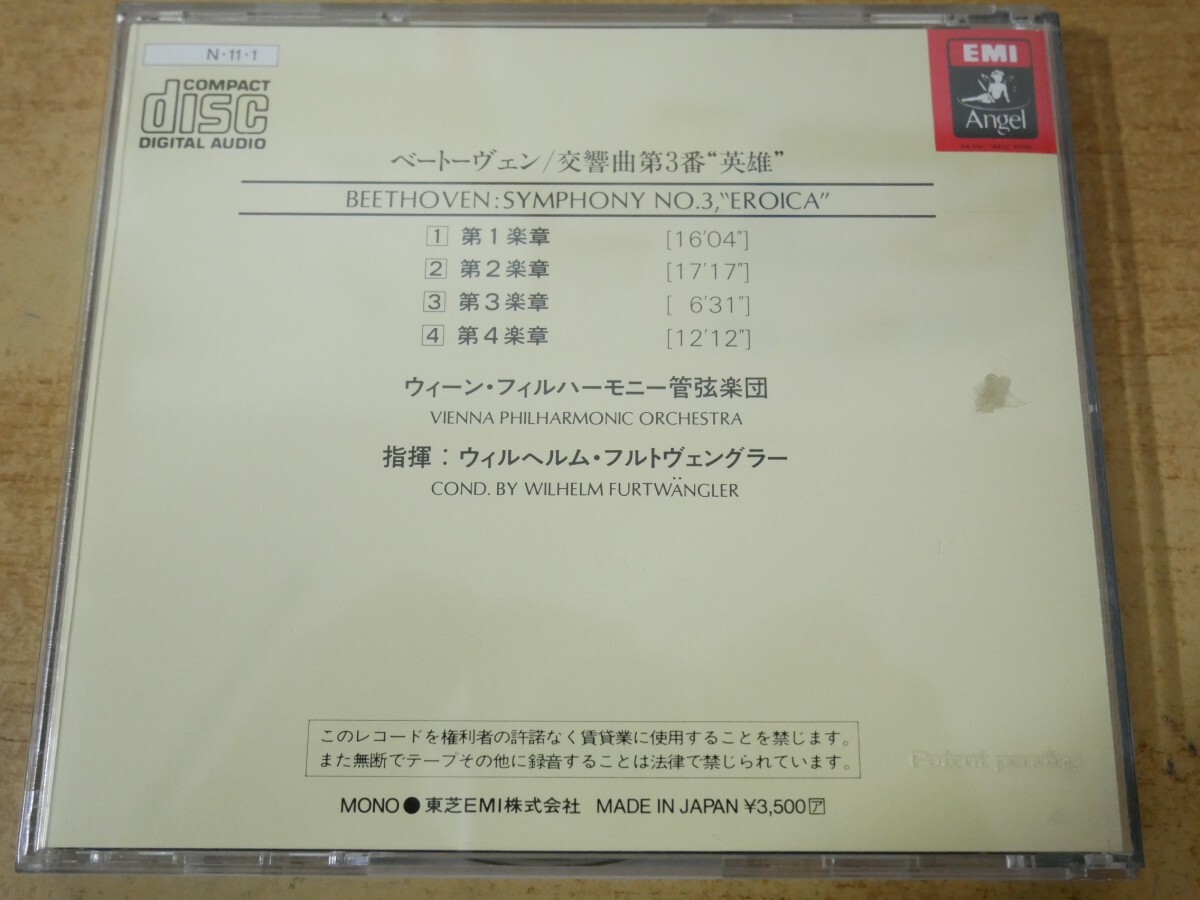 N·11·1
COMPACT
disc
DIGITAL AUDIO
EMI
Angel
ベートーヴェン/交響曲第3番“英雄”
BEETHOVEN:SYMPHONY NO.3,“EROICA”
1 第1楽章 [16′04″]
2 第2楽章 [17′17″]
3 第3楽章 [ 6′31″]
4 第4楽章 [12′12″]
ウィーン・フィルハーモニー管弦楽団
VIENNA PHILHARMONIC ORCHESTRA
指揮：ウィルヘルム・フルトヴェングラー
COND. BY WILHELM FURTWÄNGLER
このレコードを権利者の許諾なく賃貸業に使用することを禁じます。
また無断でテープその他に録音することは法律で禁じられています。
MONO●東芝EMI株式会社 MADE IN JAPAN ¥3,500 ア